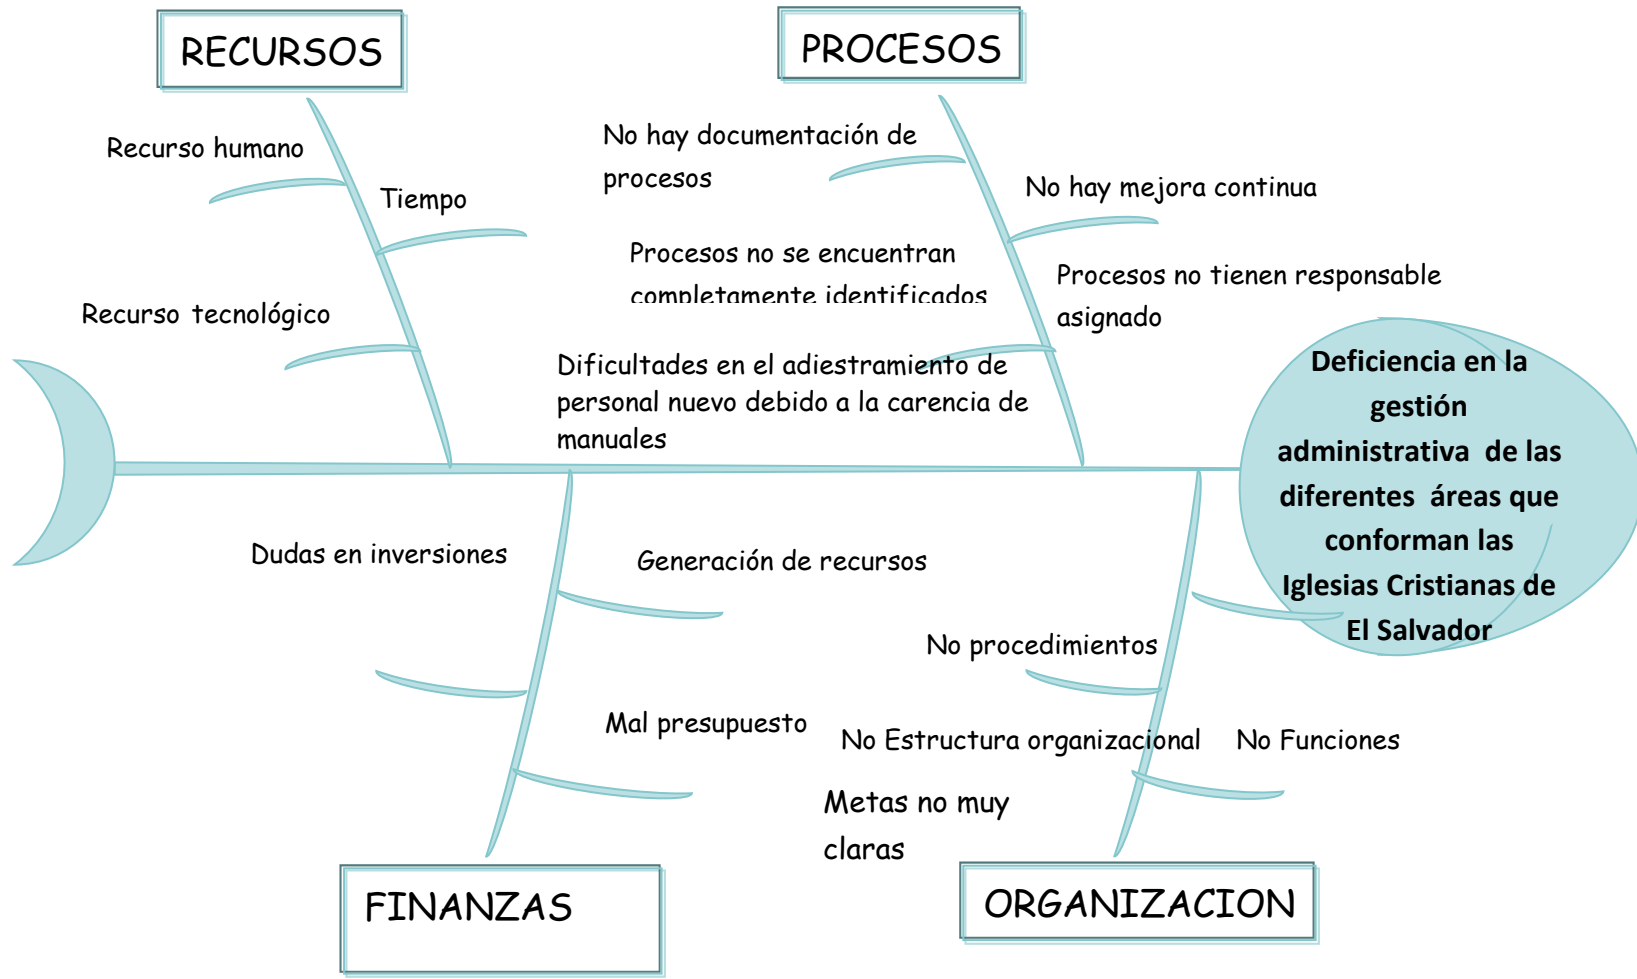 RECURSOS
PROCESOS
Recurso humano
Tiempo
Recurso tecnológico
No hay documentación de
procesos
No hay mejora continua
Procesos no se encuentran
completamente identificados
Procesos no tienen responsable
asignado
Dificultades en el adiestramiento de
personal nuevo debido a la carencia de
manuales
Deficiencia en la
gestión
administrativa de las
diferentes áreas que
conforman las
Iglesias Cristianas de
El Salvador
Dudas en inversiones
Generación de recursos
Mal presupuesto
No procedimientos
No Estructura organizacional
No Funciones
Metas no muy
claras
FINANZAS
ORGANIZACION